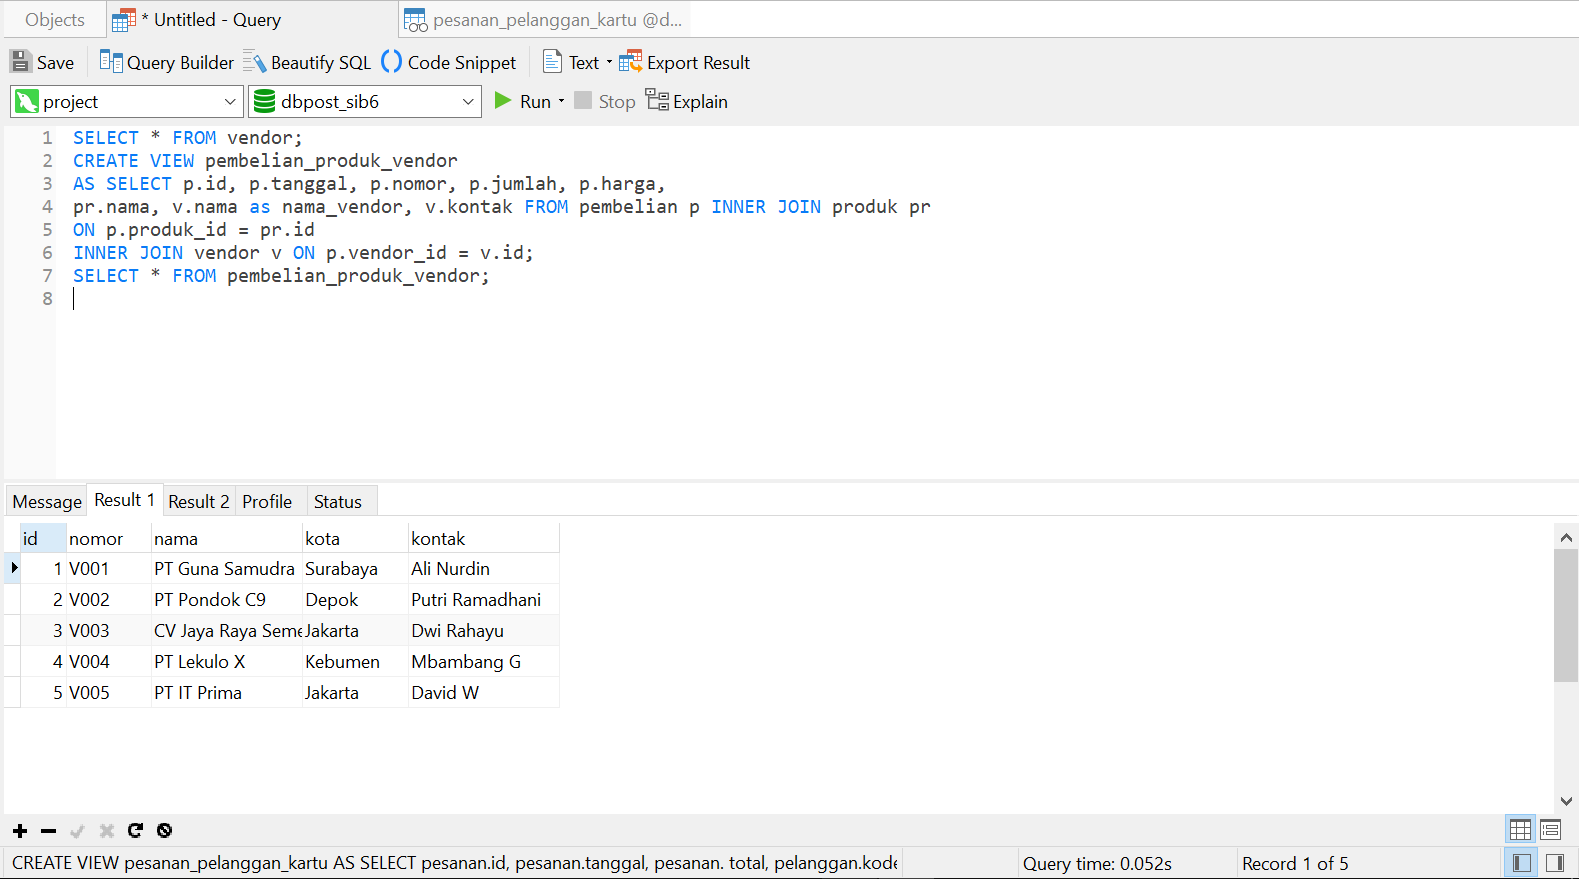 Objects * Untitled - Query pesanan_pelanggan_kartu @d...
Save Query Builder Beautify SQL Code Snippet Text Export Result
project dbpost_sib6 Run Stop Explain
1 SELECT * FROM vendor;
2 CREATE VIEW pembelian_produk_vendor
3 AS SELECT p.id, p.tanggal, p.nomor, p.jumlah, p.harga,
4 pr.nama, v.nama as nama_vendor, v.kontak FROM pembelian p INNER JOIN produk pr
5 ON p.produk_id = pr.id
6 INNER JOIN vendor v ON p.vendor_id = v.id;
7 SELECT * FROM pembelian_produk_vendor;
8
Message Result 1 Result 2 Profile Status
id nomor nama kota kontak
1 V001 PT Guna Samudra Surabaya Ali Nurdin
2 V002 PT Pondok C9 Depok Putri Ramadhani
3 V003 CV Jaya Raya Seme Jakarta Dwi Rahayu
4 V004 PT Lekulo X Kebumen Mbambang G
5 V005 PT IT Prima Jakarta David W
CREATE VIEW pesanan_pelanggan_kartu AS SELECT pesanan.id, pesanan.tanggal, pesanan. total, pelanggan.kode Query time: 0.052s Record 1 of 5